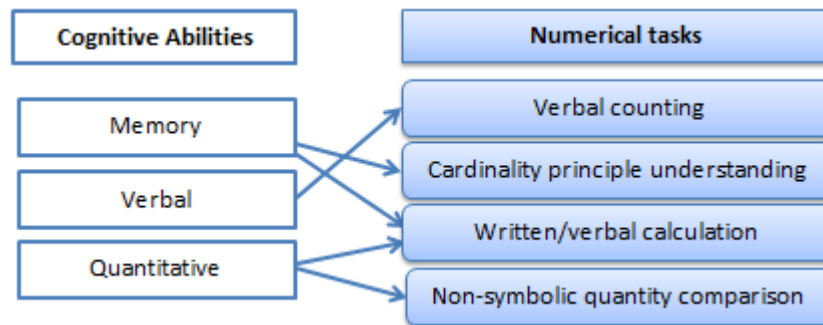 Cognitive Abilities
Memory
Verbal
Quantitative
Numerical tasks
Verbal counting
Cardinality principle understanding
Written/verbal calculation
Non-symbolic quantity comparison